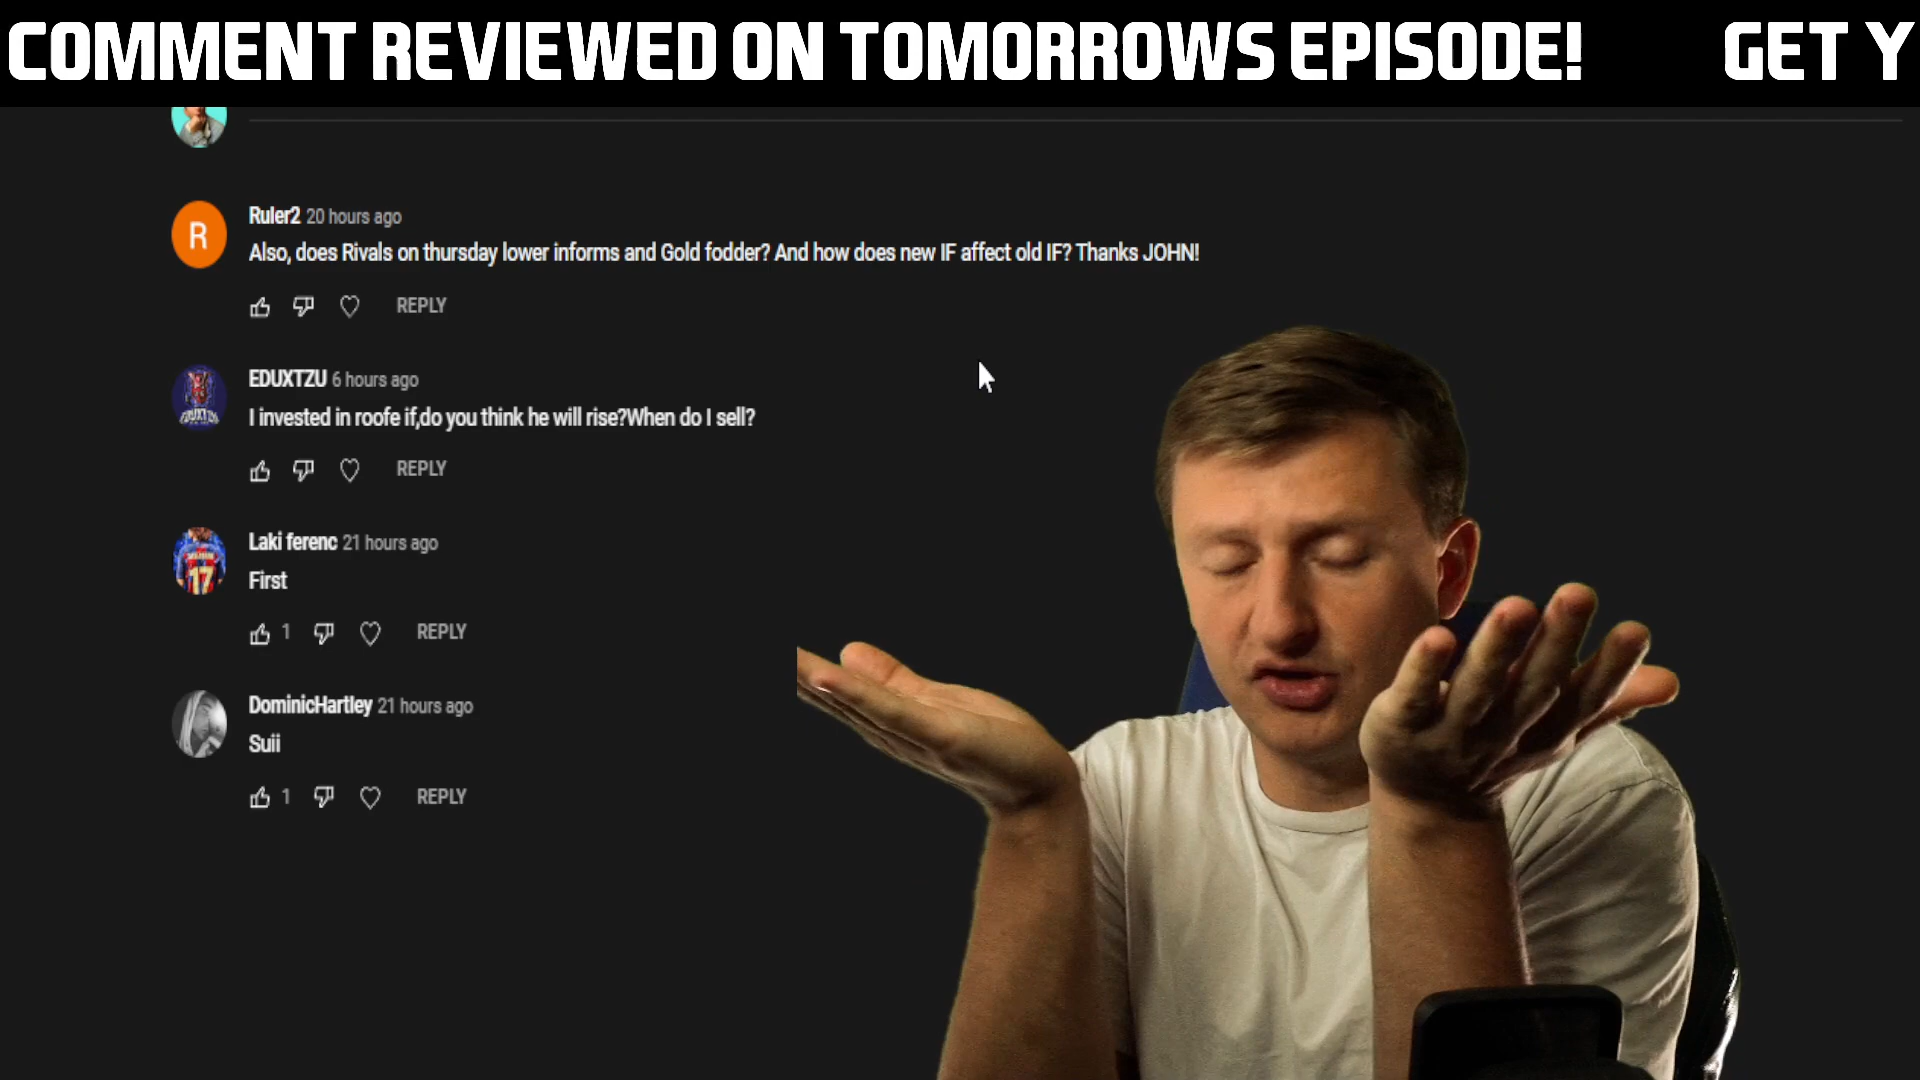 COMMENT REVIEWED ON TOMORROWS EPISODE! GET Y
Ruler2 20 hours ago
Also, does Rivals on thursday lower informs and Gold fodder? And how does new IF affect old IF? Thanks JOHN!
REPLY
R
EDUXTZU 6 hours ago
I invested in roofe if,do you think he will rise?When do I sell?
REPLY
Laki ferenc 21 hours ago
First
1 REPLY
17
DominicHartley 21 hours ago
Suii
1 REPLY